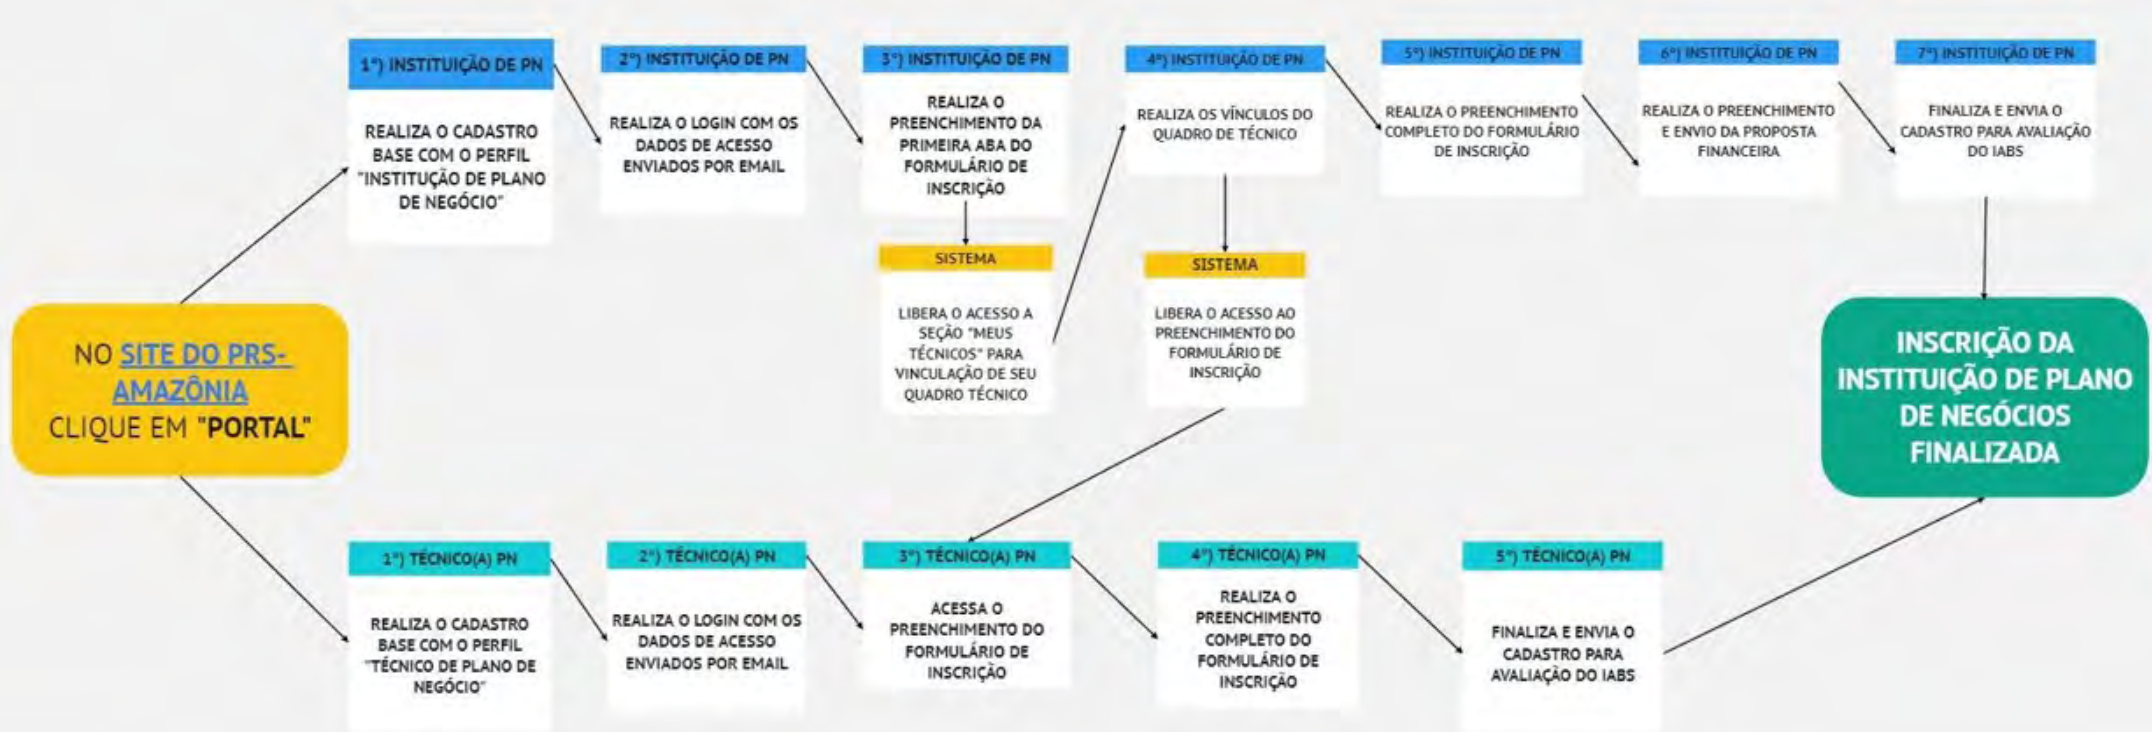 NO SITE DO PRS-
AMAZÔNIA
CLIQUE EM "PORTAL"
1º) INSTITUIÇÃO DE PN
REALIZA O CADASTRO
BASE COM O PERFIL
"INSTITUÇÃO DE PLANO
DE NEGÓCIO"
2º) INSTITUIÇÃO DE PN
REALIZA O LOGIN COM OS
DADOS DE ACESSO
ENVIADOS POR EMAIL
3º) INSTITUIÇÃO DE PN
REALIZA O
PREENCHIMENTO DA
PRIMEIRA ABA DO
FORMULÁRIO DE
INSCRIÇÃO
SISTEMA
LIBERA O ACESSO A
SEÇÃO "MEUS
TÉCNICOS" PARA
VINCULAÇÃO DE SEU
QUADRO TÉCNICO
4º) INSTITUIÇÃO DE PN
REALIZA OS VÍNCULOS DO
QUADRO DE TÉCNICO
SISTEMA
LIBERA O ACESSO AO
PREENCHIMENTO DO
FORMULÁRIO DE
INSCRIÇÃO
5º) INSTITUIÇÃO DE PN
REALIZA O PREENCHIMENTO
COMPLETO DO FORMULÁRIO
DE INSCRIÇÃO
6º) INSTITUIÇÃO DE PN
REALIZA O PREENCHIMENTO
E ENVIO DA PROPOSTA
FINANCEIRA
7º) INSTITUIÇÃO DE PN
FINALIZA E ENVIA O
CADASTRO PARA AVALIAÇÃO
DO IABS
1º) TÉCNICO(A) PN
REALIZA O CADASTRO
BASE COM O PERFIL
"TÉCNICO DE PLANO DE
NEGÓCIO"
2º) TÉCNICO(A) PN
REALIZA O LOGIN COM OS
DADOS DE ACESSO
ENVIADOS POR EMAIL
3º) TÉCNICO(A) PN
ACESSA O
PREENCHIMENTO DO
FORMULÁRIO DE
INSCRIÇÃO
4º) TÉCNICO(A) PN
REALIZA O
PREENCHIMENTO
COMPLETO DO
FORMULÁRIO DE
INSCRIÇÃO
5º) TÉCNICO(A) PN
FINALIZA E ENVIA O
CADASTRO PARA
AVALIAÇÃO DO IABS
INSCRIÇÃO DA
INSTITUIÇÃO DE PLANO
DE NEGÓCIOS
FINALIZADA